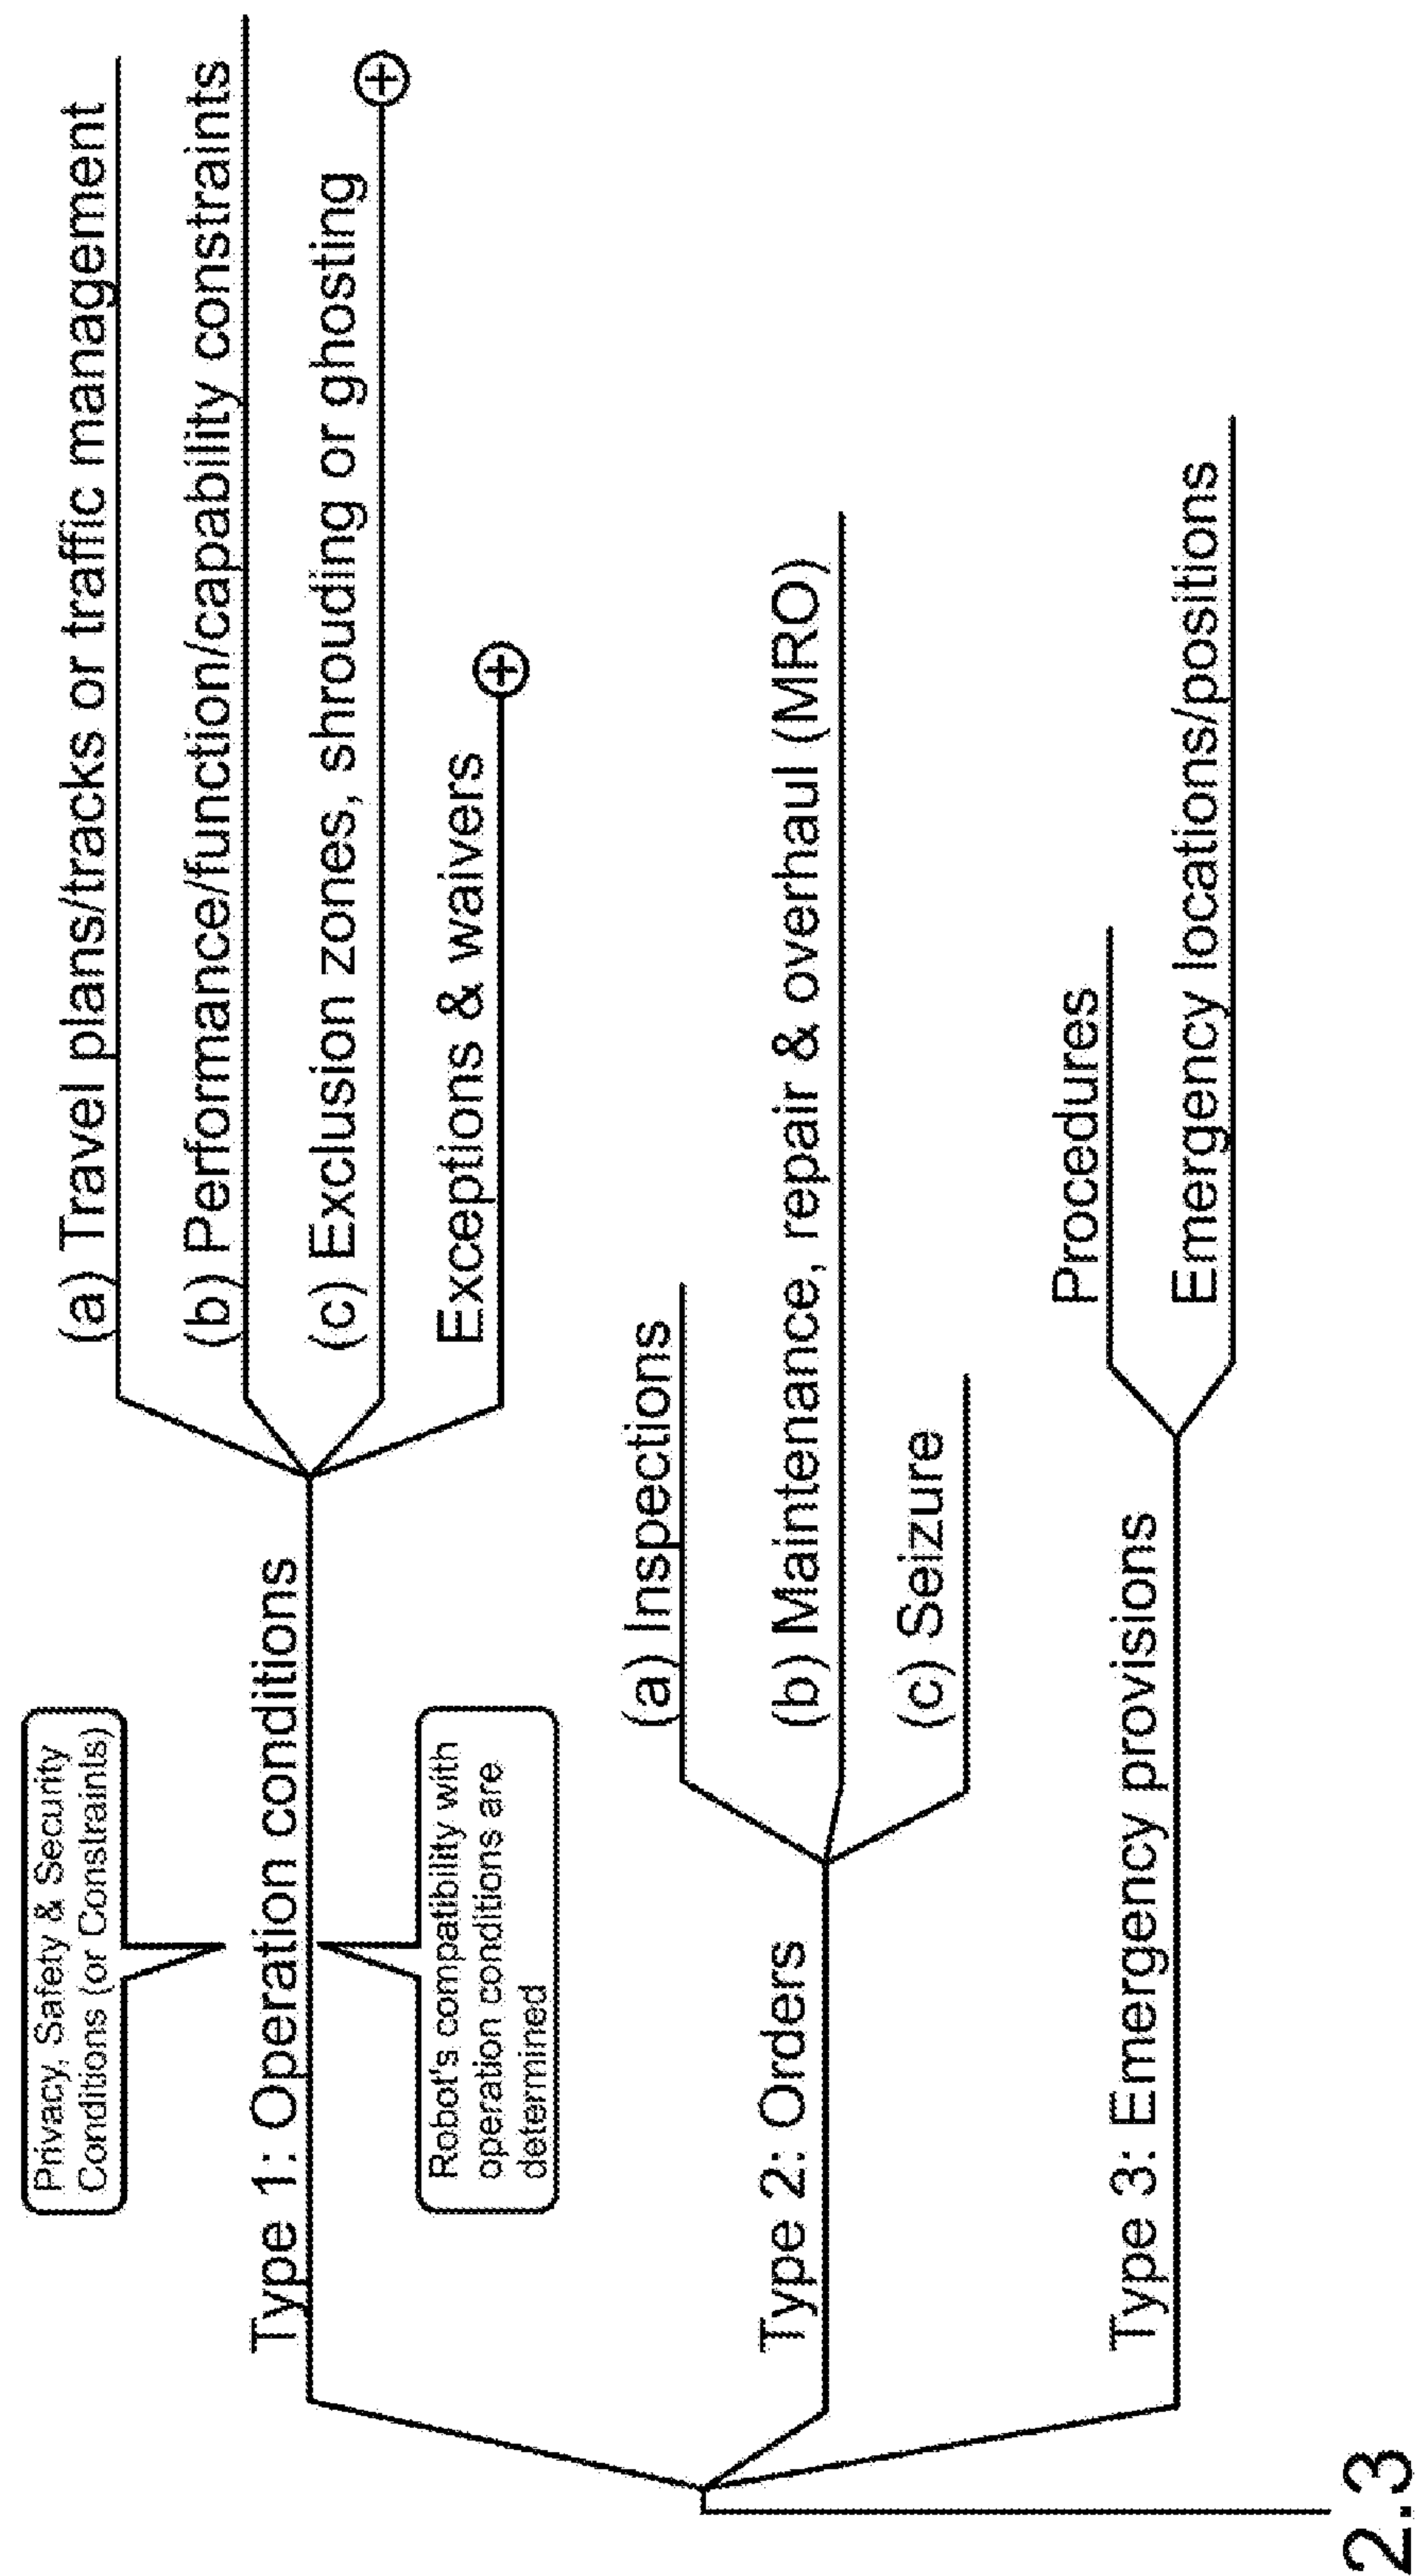 Privacy, Safety & Security
Conditions (or Constraints)
Type 1: Operation conditions
Robot's compatibility with
operation conditions are
determined
(a) Travel plans/tracks or traffic management
(b) Performance/function/capability constraints
(c) Exclusion zones, shrouding or ghosting
Exceptions & waivers
Type 2: Orders
(a) Inspections
(b) Maintenance, repair & overhaul (MRO)
(c) Seizure
Type 3: Emergency provisions
Procedures
Emergency locations/positions
2.3